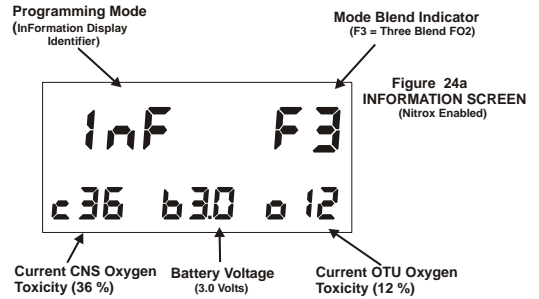 Programming Mode
(InFormation Display
Identifier)
Mode Blend Indicator
(F3 = Three Blend FO2)
Figure 24a
INFORMATION SCREEN
(Nitrox Enabled)
InF F3
c36 b3.0 o12
Current CNS Oxygen
Toxicity (36 %)
Battery Voltage
(3.0 Volts)
Current OTU Oxygen
Toxicity (12 %)